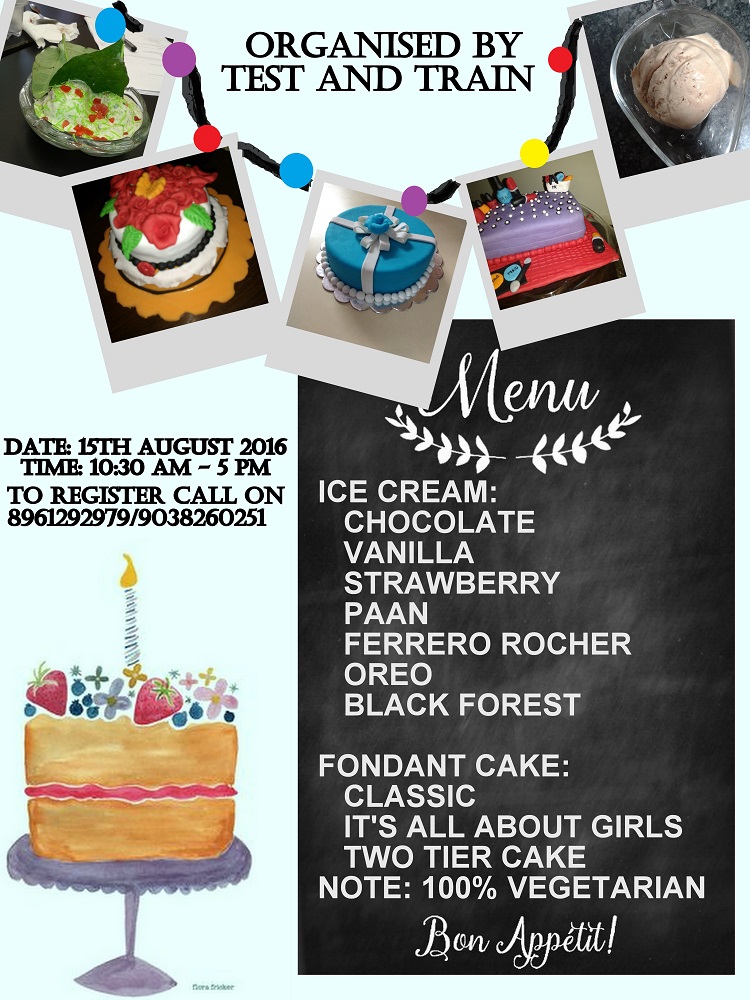 ORGANISED BY
TEST AND TRAIN
DATE: 15TH AUGUST 2016
TIME: 10:30 AM - 5 PM
TO REGISTER CALL ON
8961292979/9038260251
Menu
ICE CREAM:
CHOCOLATE
VANILLA
STRAWBERRY
PAAN
FERRERO ROCHER
OREO
BLACK FOREST
FONDANT CAKE:
CLASSIC
IT'S ALL ABOUT GIRLS
TWO TIER CAKE
NOTE: 100% VEGETARIAN
Bon Appétit!
flora fricker